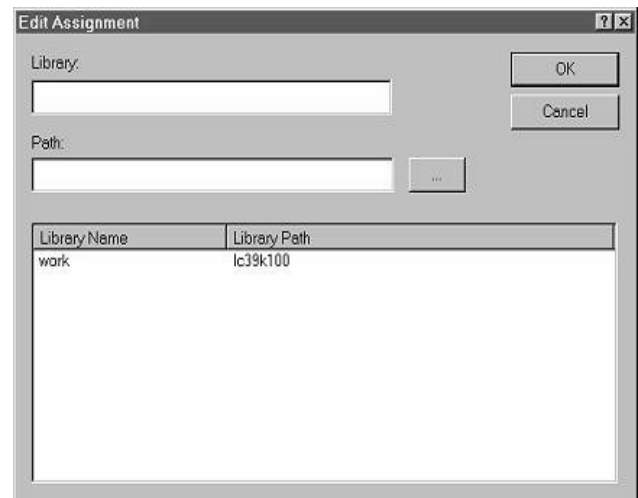 Edit Assignment
Library:
OK
Cancel
Path:
...
Library Name Library Path
work lc39k100